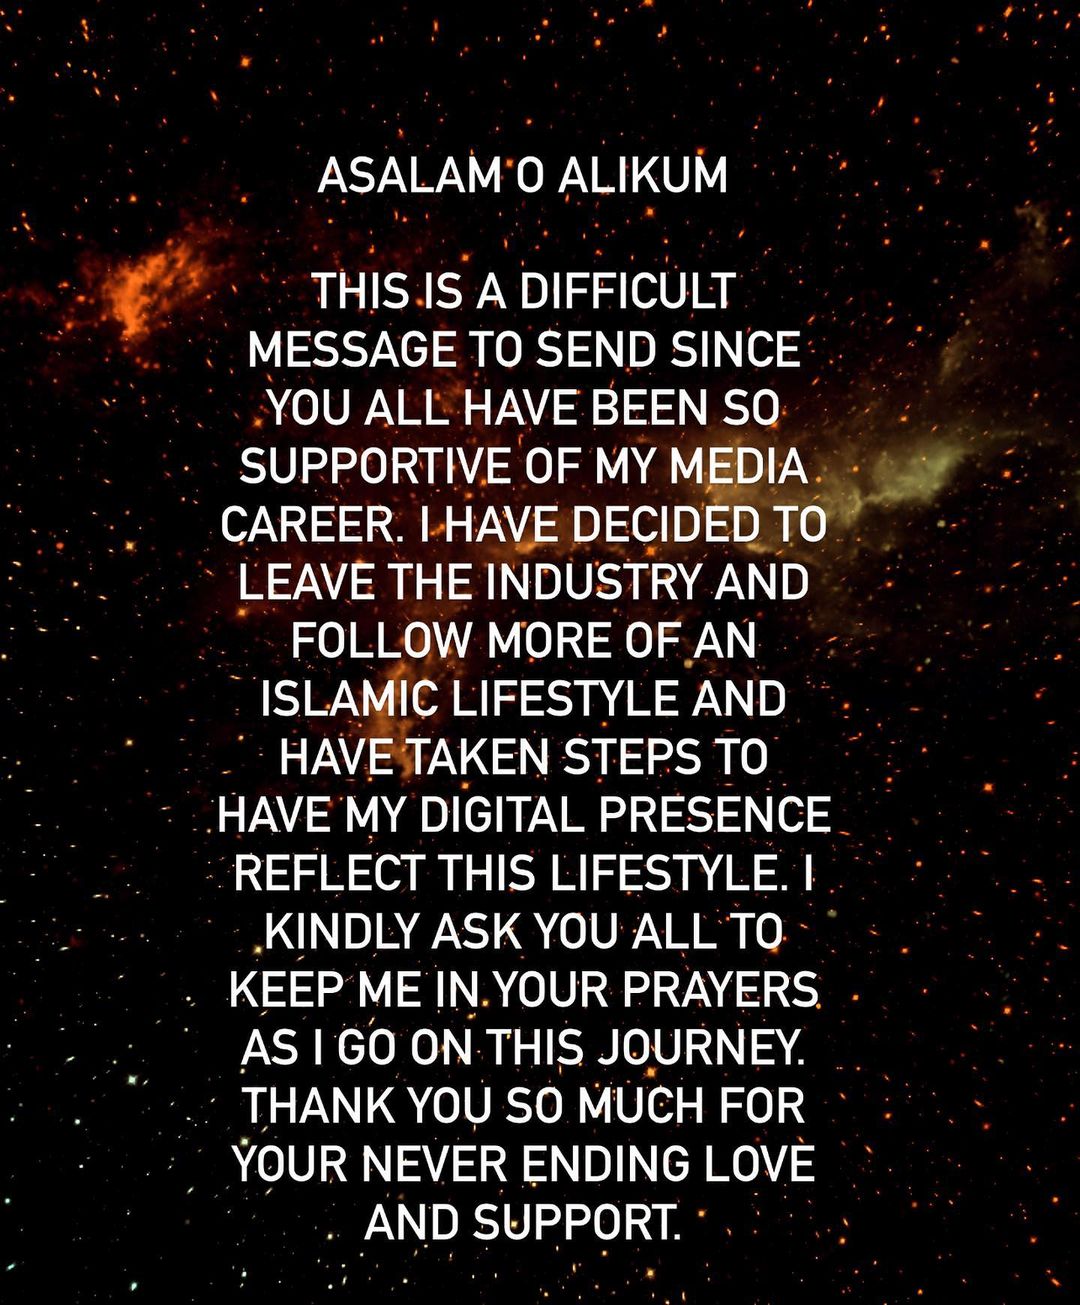 ASALAM O ALIKUM
THIS IS A DIFFICULT
MESSAGE TO SEND SINCE
YOU ALL HAVE BEEN SO
SUPPORTIVE OF MY MEDIA
CAREER. I HAVE DECIDED TO
LEAVE THE INDUSTRY AND
FOLLOW MORE OF AN
ISLAMIC LIFESTYLE AND
HAVE TAKEN STEPS TO
HAVE MY DIGITAL PRESENCE
REFLECT THIS LIFESTYLE. I
KINDLY ASK YOU ALL TO
KEEP ME IN YOUR PRAYERS
AS I GO ON THIS JOURNEY.
THANK YOU SO MUCH FOR
YOUR NEVER ENDING LOVE
AND SUPPORT.